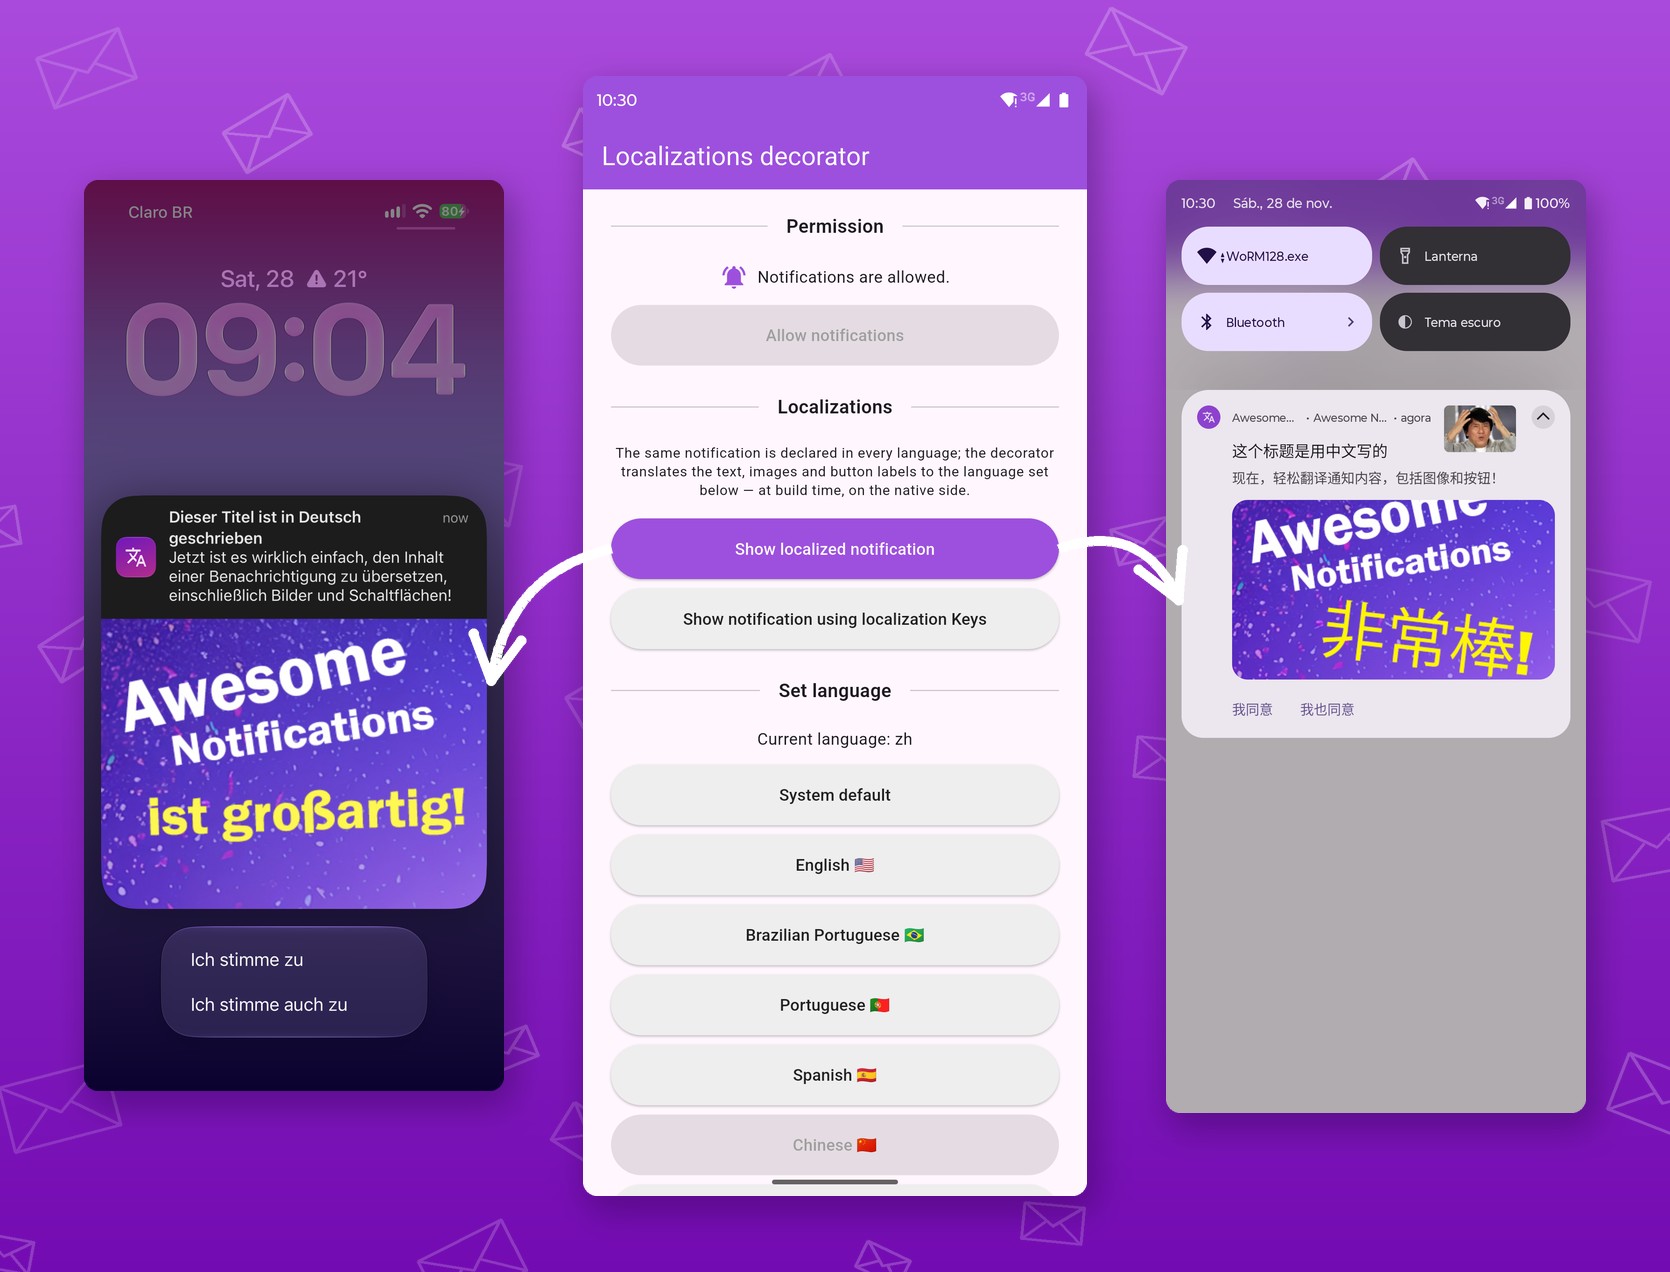 Claro BR
80
Sat, 28 21°
09:04
Dieser Titel ist in Deutsch
geschrieben
now
Jetzt ist es wirklich einfach, den Inhalt
einer Benachrichtigung zu übersetzen,
einschließlich Bilder und Schaltflächen!
Awesome
Notifications
ist großartig!
Ich stimme zu
Ich stimme auch zu
10:30
3G
Localizations decorator
Permission
Notifications are allowed.
Allow notifications
Localizations
The same notification is declared in every language; the decorator
translates the text, images and button labels to the language set
below — at build time, on the native side.
Show localized notification
Show notification using localization Keys
Set language
Current language: zh
System default
English
Brazilian Portuguese
Portuguese
Spanish
Chinese
10:30 Sáb., 28 de nov. 3G 100%
WoRM128.exe
Lanterna
Bluetooth
Tema escuro
Awesome... • Awesome N... • agora
这个标题是用中文写的
现在，轻松翻译通知内容，包括图像和按钮！
Awesome
Notifications
非常棒!
我同意 我也同意